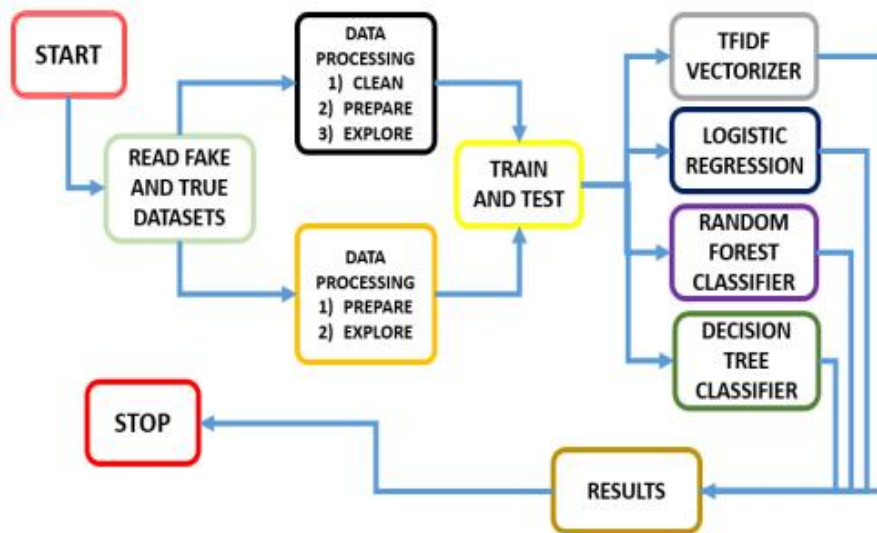 START
READ FAKE
AND TRUE
DATASETS
DATA
PROCESSING
1) CLEAN
2) PREPARE
3) EXPLORE
DATA
PROCESSING
1) PREPARE
2) EXPLORE
TRAIN
AND TEST
TFIDF
VECTORIZER
LOGISTIC
REGRESSION
RANDOM
FOREST
CLASSIFIER
DECISION
TREE
CLASSIFIER
RESULTS
STOP